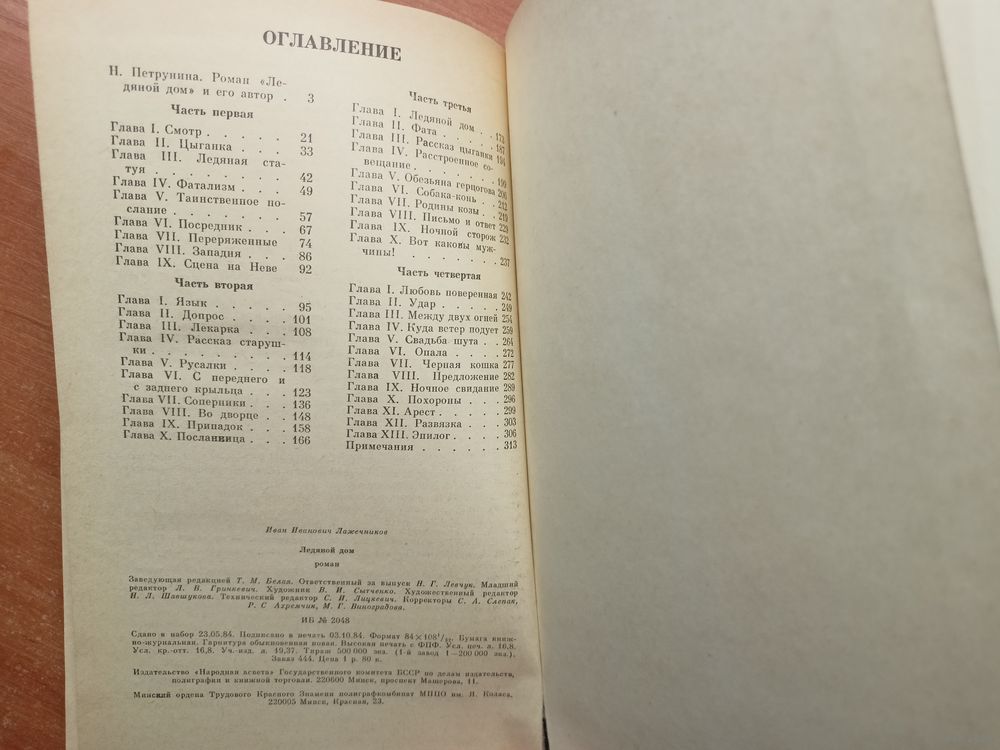 ОГЛАВЛЕНИЕ
Н. Петрунина. Роман «Ле-
дяной дом» и его автор . 3
Часть первая
Глава I. Смотр . . . . . 21
Глава II. Цыганка . . . . 33
Глава III. Ледяная ста-
туя . . . . . . . . 42
Глава IV. Фатализм . . . 49
Глава V. Таинственное по-
слание . . . . . . . 57
Глава VI. Посредник . . . 67
Глава VII. Переряженные 74
Глава VIII. Западня . . . 86
Глава IX. Сцена на Неве 92
Часть вторая
Глава I. Язык . . . . . 95
Глава II. Допрос . . . . 101
Глава III. Лекарка . . . 108
Глава IV. Рассказ старуш-
ки . . . . . . . . 114
Глава V. Русалки . . . . 118
Глава VI. С переднего и
с заднего крыльца . . . 123
Глава VII. Соперники . . 136
Глава VIII. Во дворце . . 148
Глава IX. Припадок . . . 158
Глава X. Посланница . . . 166
Часть третья
Глава I. Ледяной дом . . 173
Глава II. Фата . . . . . 187
Глава III. Рассказ цыганки 194
Глава IV. Расстроенное со-
вещание . . . . . . . 199
Глава V. Обезьяна герцогова 206
Глава VI. Собака-конь . . 212
Глава VII. Родины козы . . 219
Глава VIII. Письмо и ответ 229
Глава IX. Ночной сторож 232
Глава X. Вот каковы муж-
чины! . . . . . . . 237
Часть четвертая
Глава I. Любовь поверенная 242
Глава II. Удар . . . . . 249
Глава III. Между двух огней 254
Глава IV. Куда ветер подует 259
Глава V. Свадьба шута . . 264
Глава VI. Опала . . . . 272
Глава VII. Черная кошка 277
Глава VIII. Предложение 282
Глава IX. Ночное свидание 289
Глава X. Похороны . . . 296
Глава XI. Арест . . . . 299
Глава XII. Развязка . . . 303
Глава XIII. Эпилог . . . . 306
Примечания . . . . . . 313
Иван Иванович Лажечников
Ледяной дом
роман
Заведующая редакцией Т. М. Белая. Ответственный за выпуск Н. Г. Левчук. Младший
редактор Л. В. Гринкевич. Художник В. И. Сытченко. Художественный редактор
Н. Л. Шавшукова. Технический редактор С. И. Лицкевич. Корректоры С. А. Слепак,
Р. С Ахремчик, М. Г. Виноградова.
ИБ № 2048
Сдано в набор 23.05.84. Подписано в печать 03.10.84. Формат 84×108¹/₃₂. Бумага книж-
но-журнальная. Гарнитура обыкновенная новая. Высокая печать с ФПФ. Усл. печ. л. 16,8.
Усл. кр.-отт. 16,8. Уч.-изд. л. 19,37. Тираж 500 000 экз. (1-й завод 1—200 000 экз.).
Заказ 444. Цена 1 р. 80 к.
Издательство «Народная асвета» Государственного комитета БССР по делам издательств,
полиграфии и книжной торговли. 220600 Минск, проспект Машерова, 11.
Минский ордена Трудового Красного Знамени полиграфкомбинат МППО им. Я. Коласа.
220005 Минск, Красная, 23.